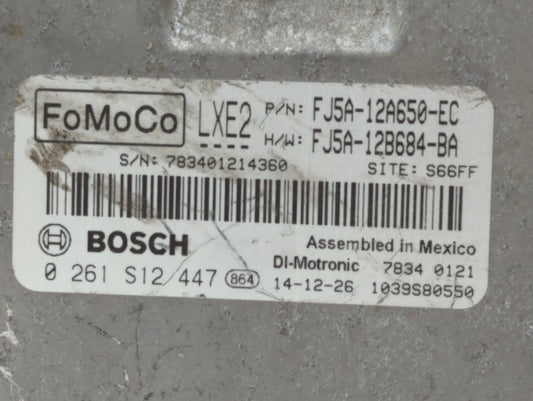 FoMoCo LXE2 P/N: FJ5A-12A650-EC
H/W: FJ5A-12B684-BA
S/N: 783401214360 SITE: S66FF
BOSCH Assembled in Mexico
DI-Motronic 7834 0121
0 261 S12 447 864 14-12-26 1039S80550